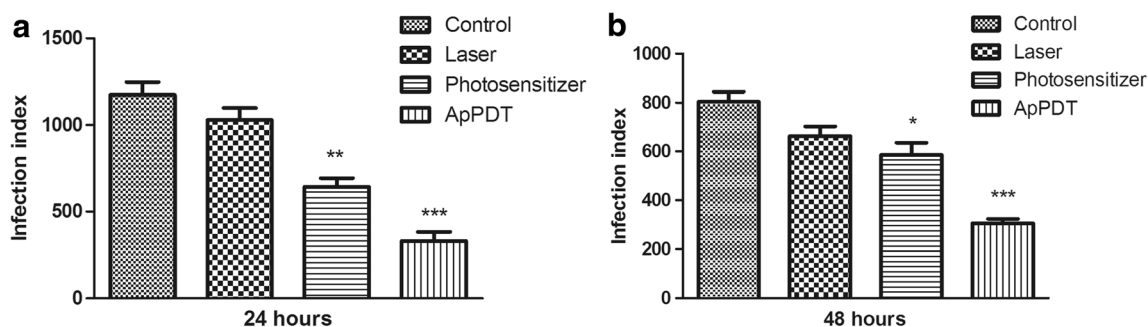 a
Infection index
1500
1000
500
0
Control
Laser
Photosensitizer
ApPDT
**
***
24 hours
b
Infection index
1000
800
600
400
200
0
Control
Laser
Photosensitizer
ApPDT
*
***
48 hours